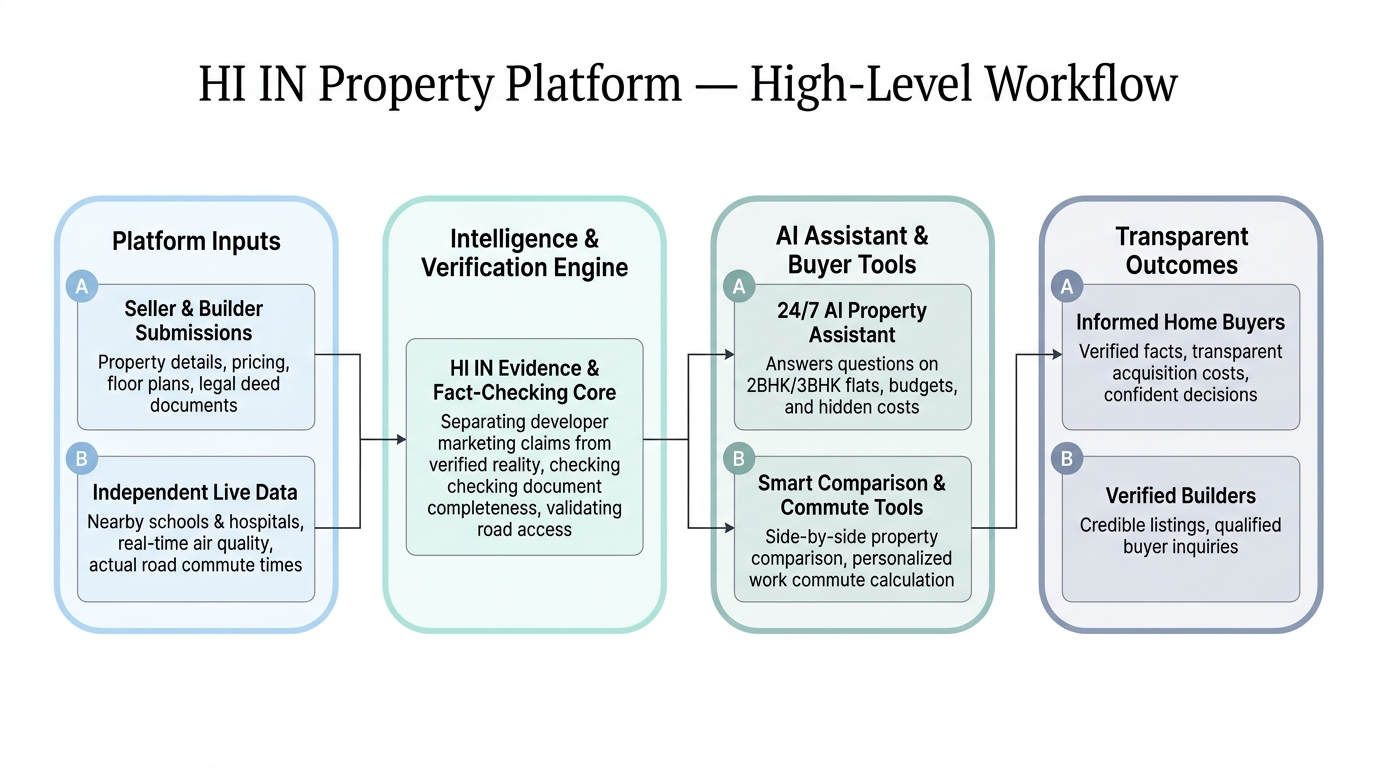 HI IN Property Platform — High-Level Workflow
Platform Inputs
A
Seller & Builder
Submissions
Property details, pricing,
floor plans, legal deed
documents
B
Independent Live Data
Nearby schools & hospitals,
real-time air quality,
actual road commute times
Intelligence &
Verification Engine
HI IN Evidence &
Fact-Checking Core
Separating developer
marketing claims from
verified reality, checking
checking document
completeness, validating
road access
AI Assistant &
Buyer Tools
A
24/7 AI Property
Assistant
Answers questions on
2BHK/3BHK flats, budgets,
and hidden costs
B
Smart Comparison &
Commute Tools
Side-by-side property
comparison, personalized
work commute calculation
Transparent
Outcomes
A
Informed Home Buyers
Verified facts, transparent
acquisition costs,
confident decisions
B
Verified Builders
Credible listings, qualified
buyer inquiries